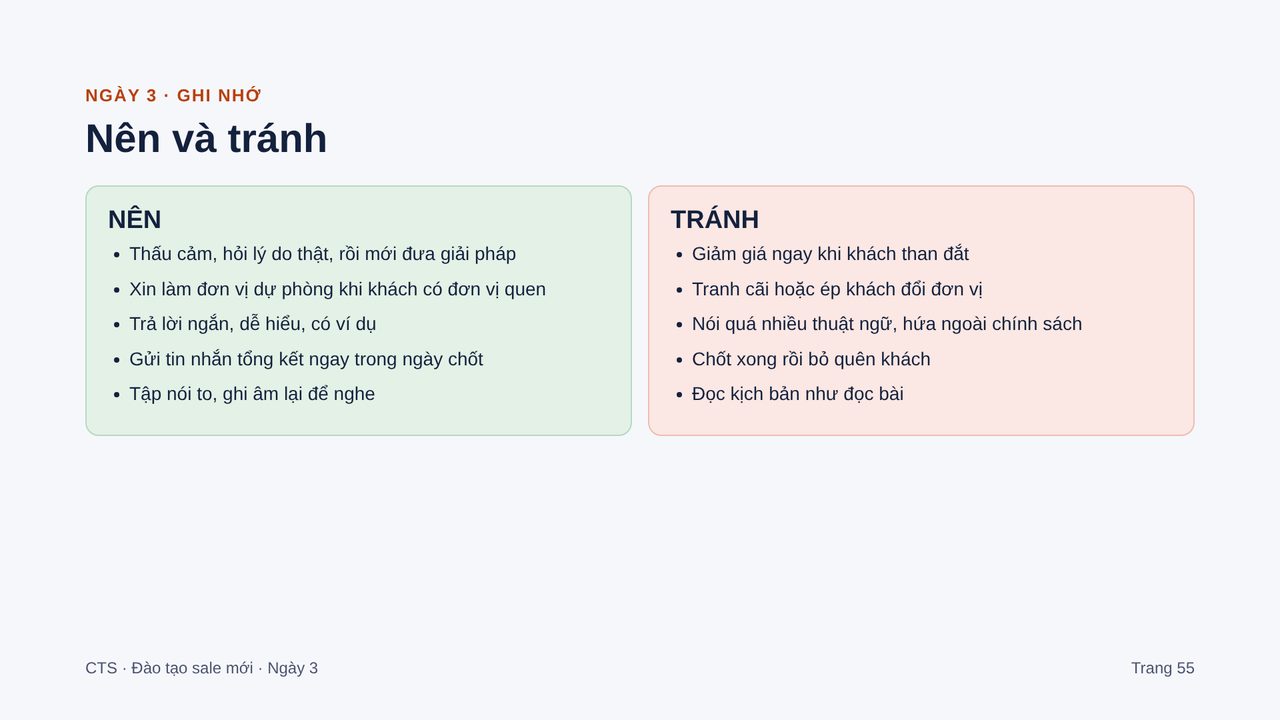 NGÀY 3 · GHI NHỚ
Nên và tránh
NÊN
• Thấu cảm, hỏi lý do thật, rồi mới đưa giải pháp
• Xin làm đơn vị dự phòng khi khách có đơn vị quen
• Trả lời ngắn, dễ hiểu, có ví dụ
• Gửi tin nhắn tổng kết ngay trong ngày chốt
• Tập nói to, ghi âm lại để nghe
TRÁNH
• Giảm giá ngay khi khách than đắt
• Tranh cãi hoặc ép khách đổi đơn vị
• Nói quá nhiều thuật ngữ, hứa ngoài chính sách
• Chốt xong rồi bỏ quên khách
• Đọc kịch bản như đọc bài
CTS · Đào tạo sale mới · Ngày 3
Trang 55